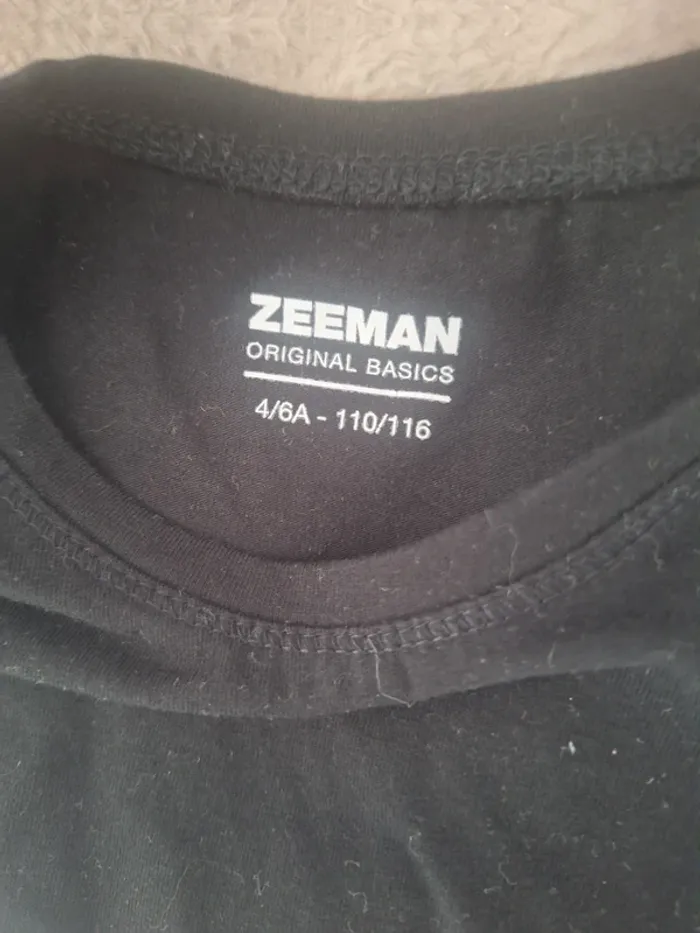 ZEEMAN
ORIGINAL BASICS
4/6A - 110/116